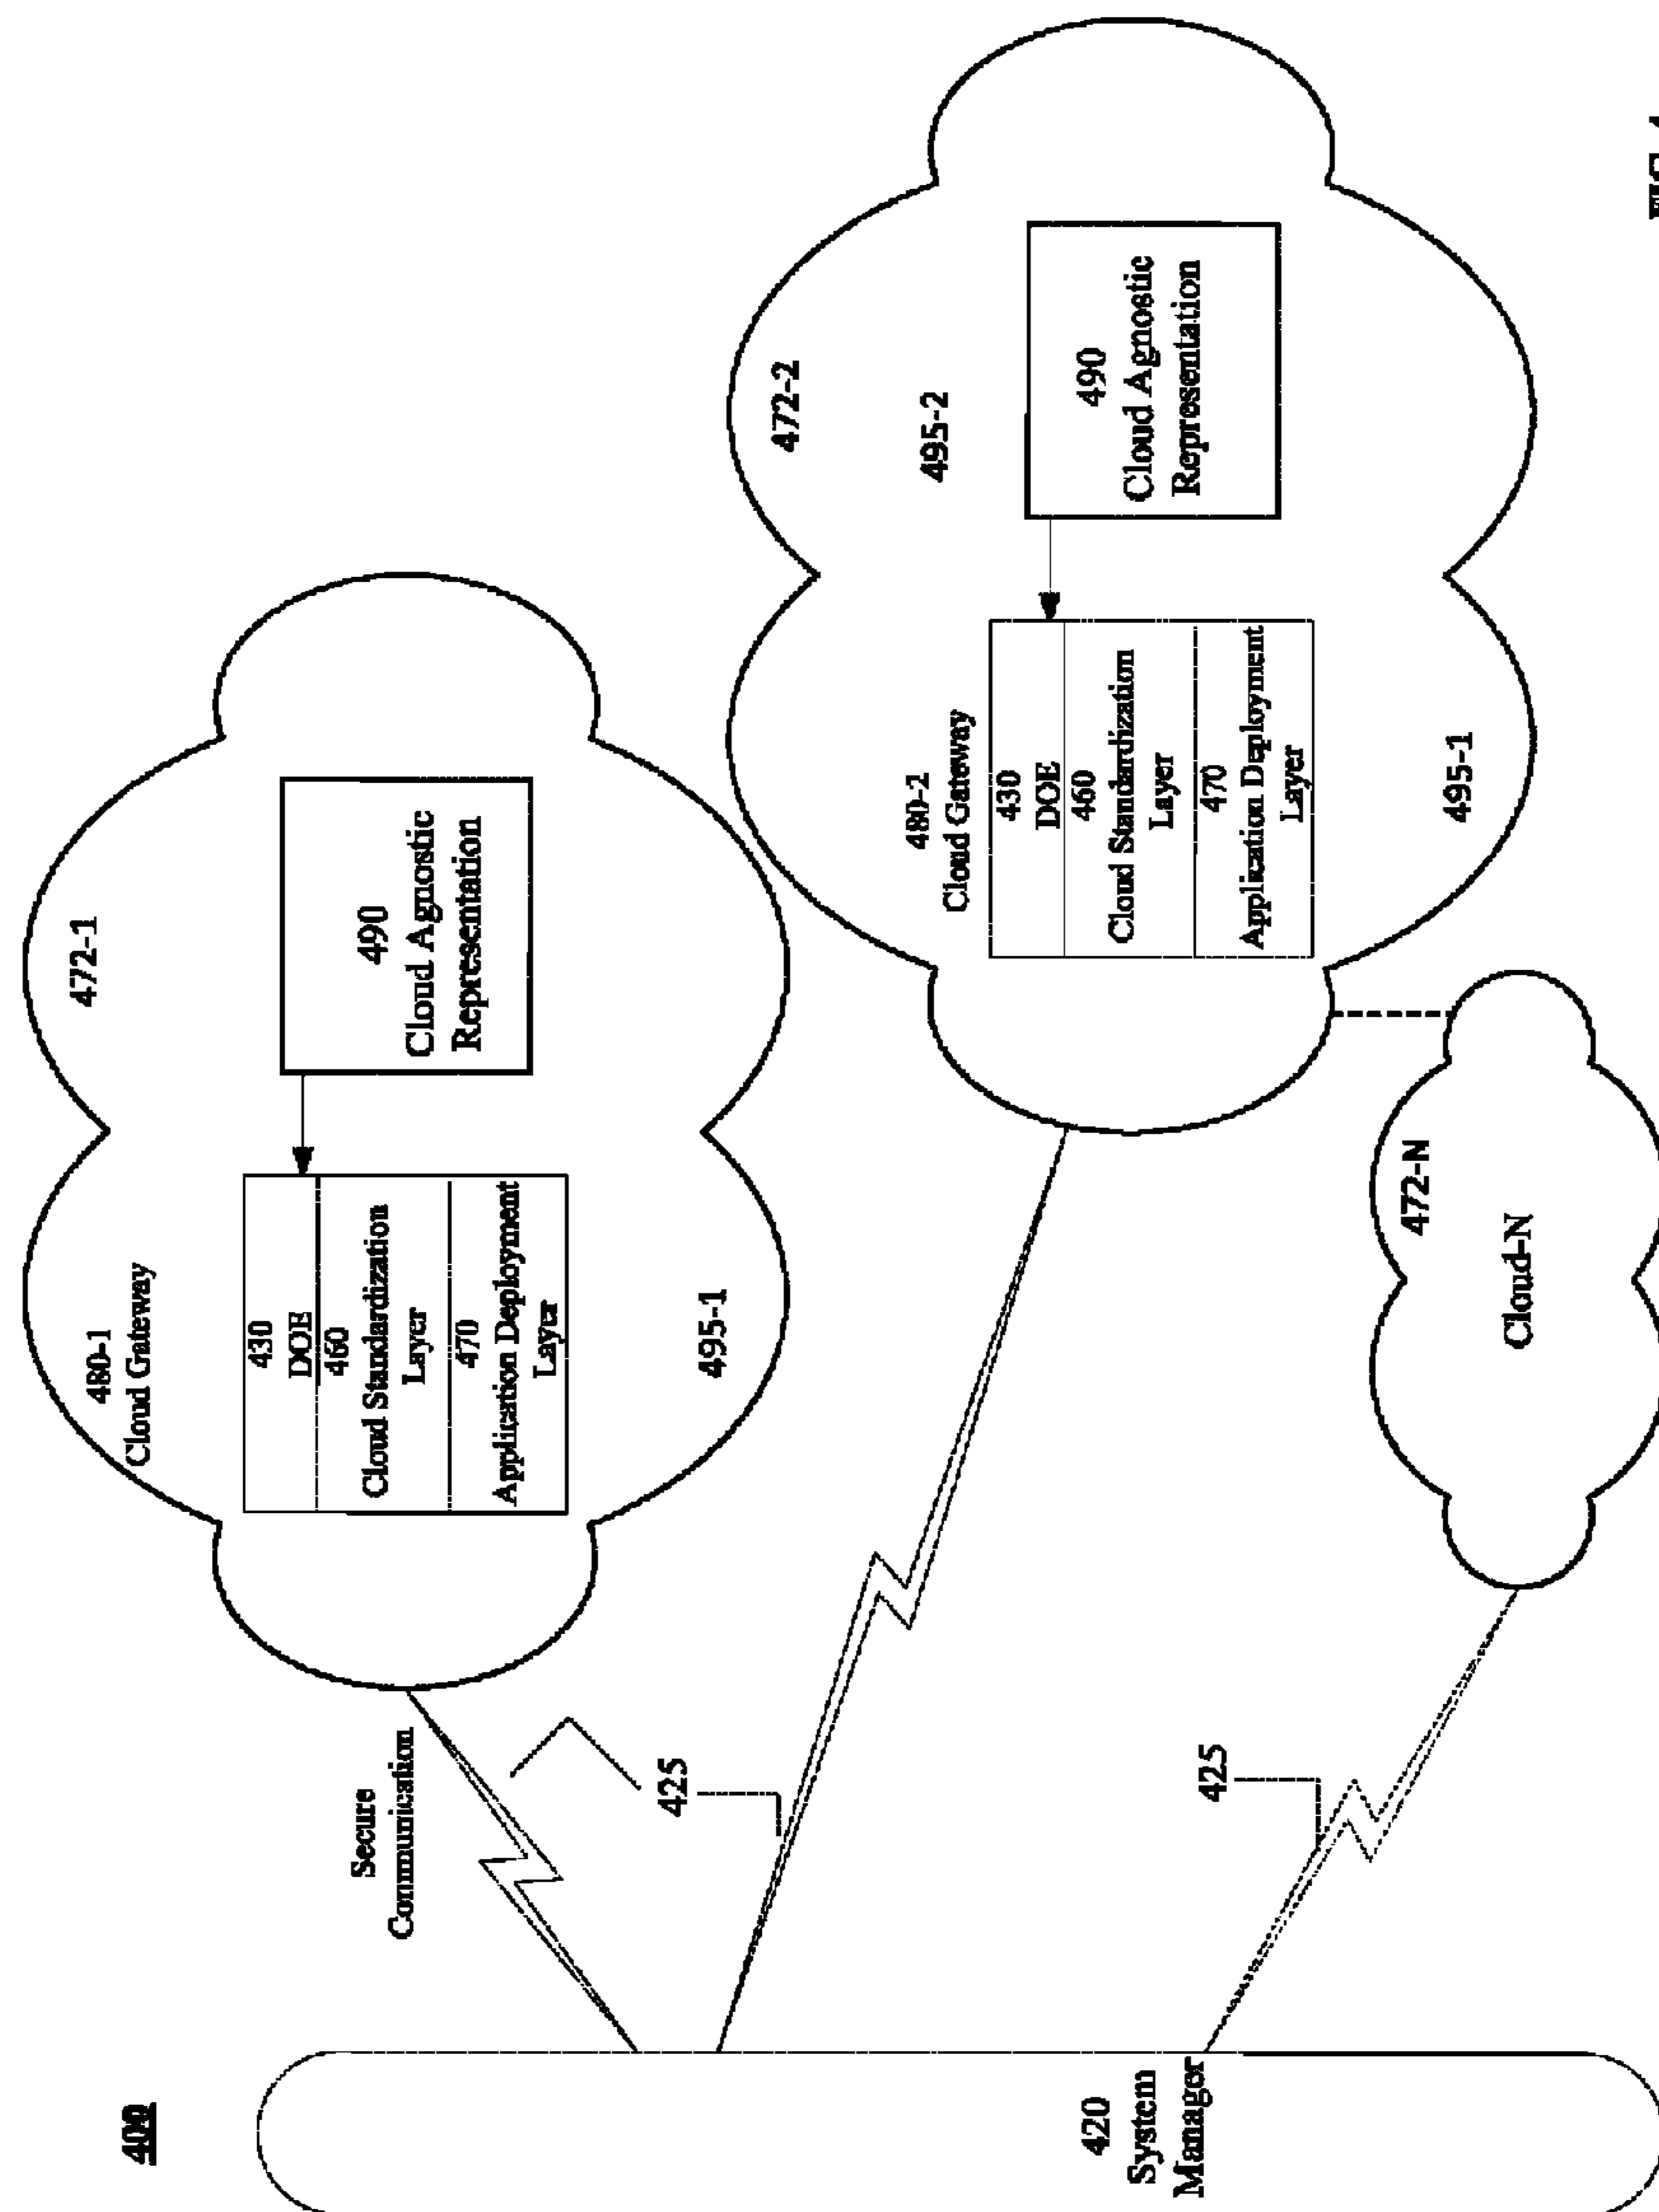 400
480-1
Cloud Gateway
472-1
430
DOE
460
Cloud Standardization
Layer
470
Application Deployment
Layer
490
Cloud Agnostic
Representation
495-1
Secure
Communication
425
472-2
495-2
480-2
Cloud Gateway
430
DOE
460
Cloud Standardization
Layer
470
Application Deployment
Layer
490
Cloud Agnostic
Representation
495-1
420
System
Manager
425
472-N
Cloud-N